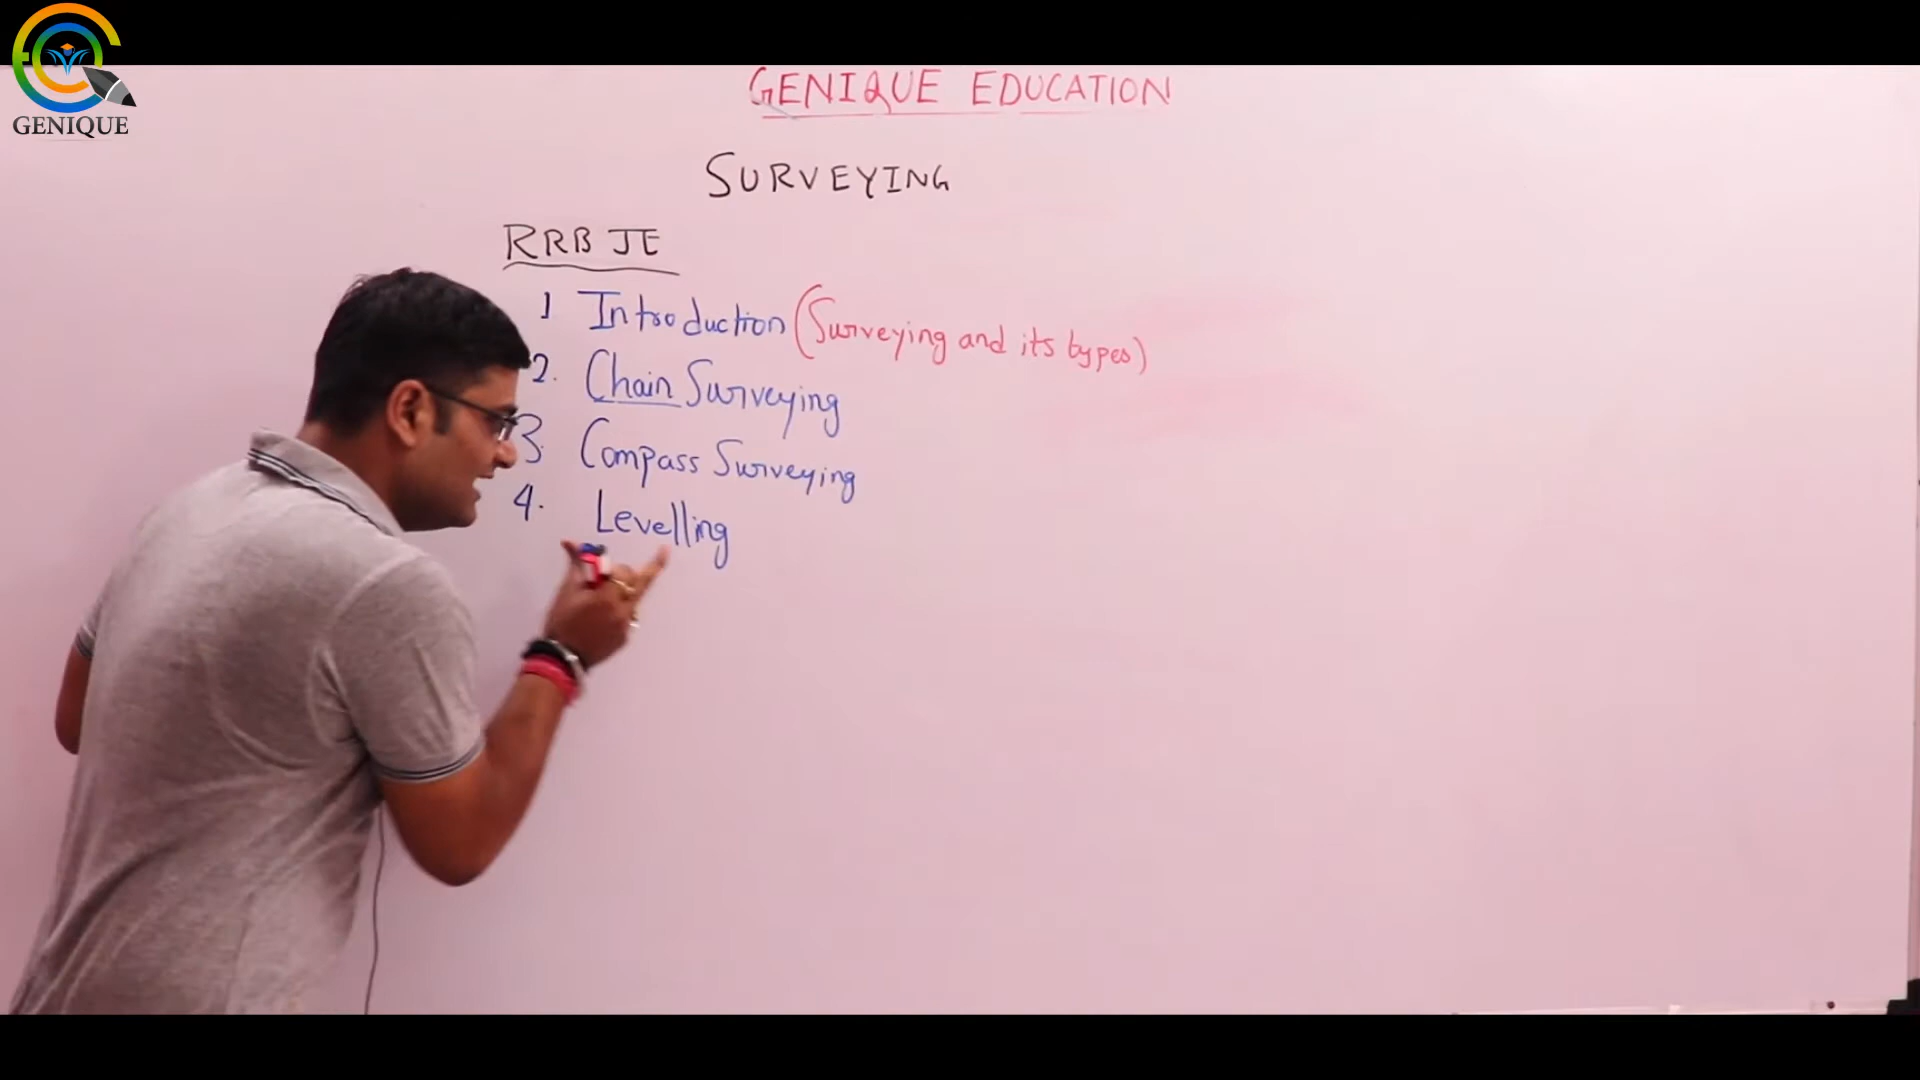 GENIQUE
GENIQUE EDUCATION
SURVEYING
RRB JE
1 Introduction (Surveying and its types)
2. Chain Surveying
3. Compass Surveying
4. Levelling